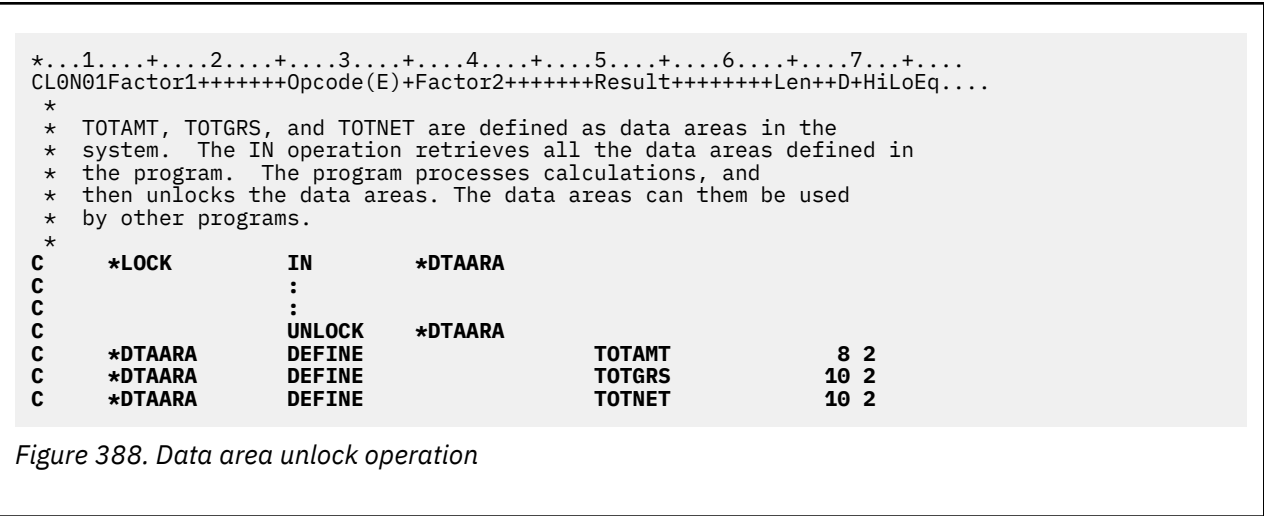 *...1....+....2....+....3....+....4....+....5....+....6....+....7...+....
CL0N01Factor1+++++++Opcode(E)+Factor2+++++++Result++++++++Len++D+HiLoEq....
 *
 *  TOTAMT, TOTGRS, and TOTNET are defined as data areas in the
 *  system.  The IN operation retrieves all the data areas defined in
 *  the program.  The program processes calculations, and
 *  then unlocks the data areas. The data areas can them be used
 *  by other programs.
 *
C     *LOCK         IN        *DTAARA
C                   :
C                   :
C                   UNLOCK    *DTAARA
C     *DTAARA       DEFINE                  TOTAMT            8 2
C     *DTAARA       DEFINE                  TOTGRS           10 2
C     *DTAARA       DEFINE                  TOTNET           10 2
Figure 388. Data area unlock operation